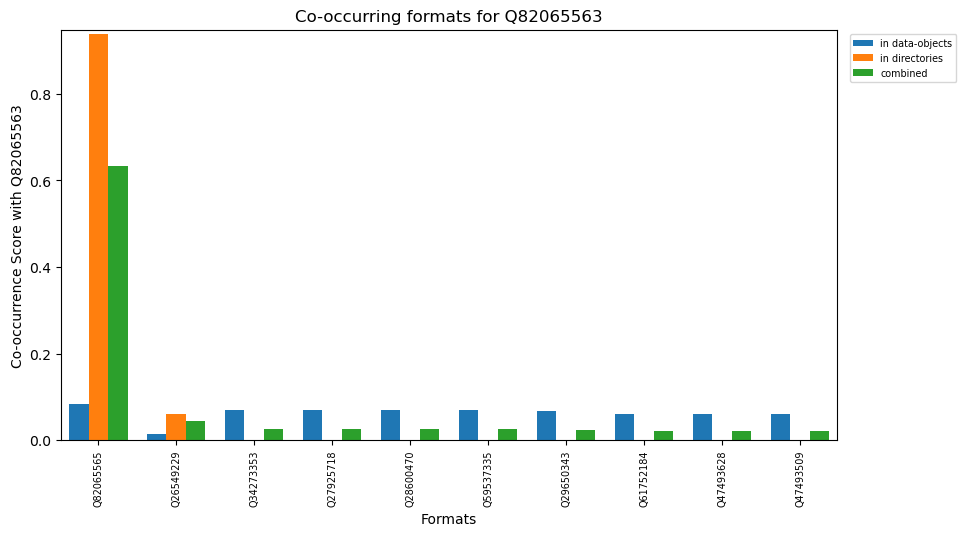 Co-occurring formats for Q82065563
in data-objects
in directories
combined
Co-occurrence Score with Q82065563
0.8
0.6
0.4
0.2
0.0
Q82065565
Q26549229
Q34273353
Q27925718
Q28600470
Q59537335
Q29650343
Q61752184
Q47493628
Q47493509
Formats